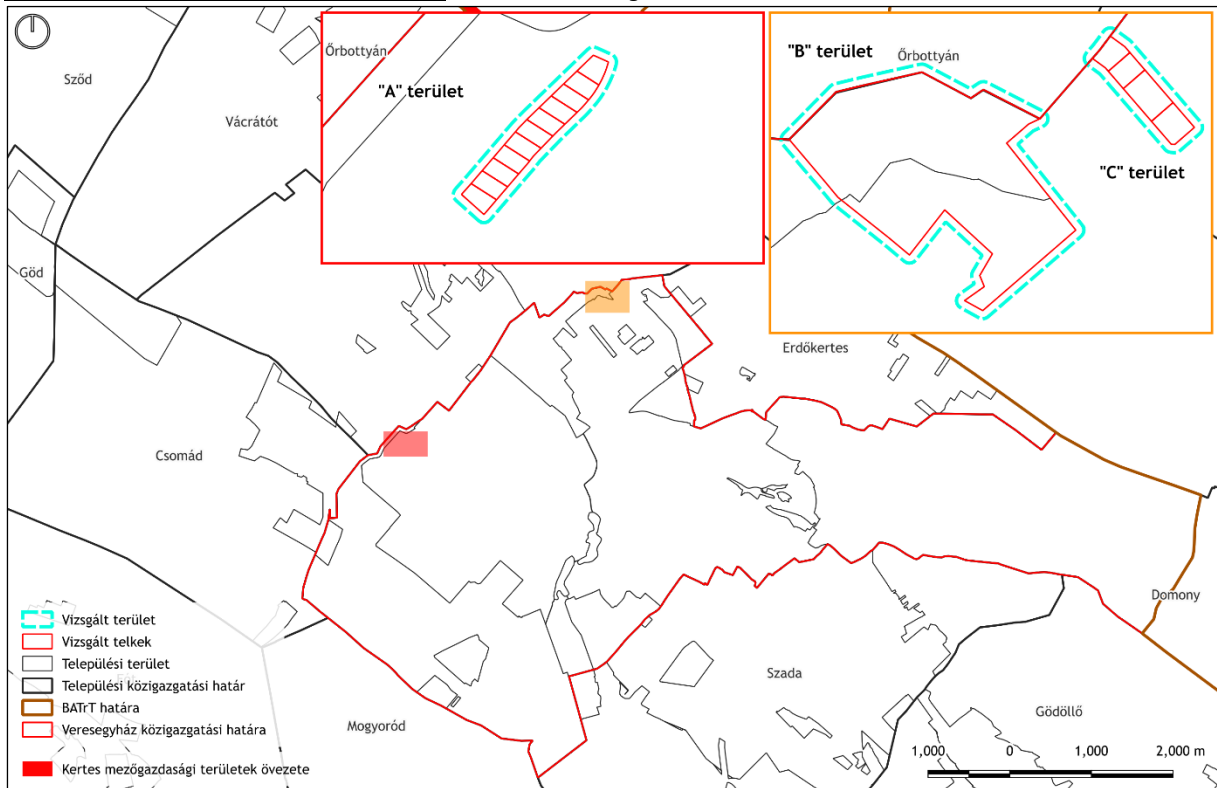 Őrbottyán
"A" terület
"B" terület
Őrbottyán
"C" terület
Sződ
Vácrátót
Göd
Erdőkertes
Csomád
Domony
Szada
Mogyoród
Gödöllő
Vizsgált terület
Vizsgált telkek
Települési terület
Települési közigazgatási határ
BATrT határa
Veresegyház közigazgatási határa
Kertes mezőgazdasági területek övezete
1,000 0 1,000 2,000 m